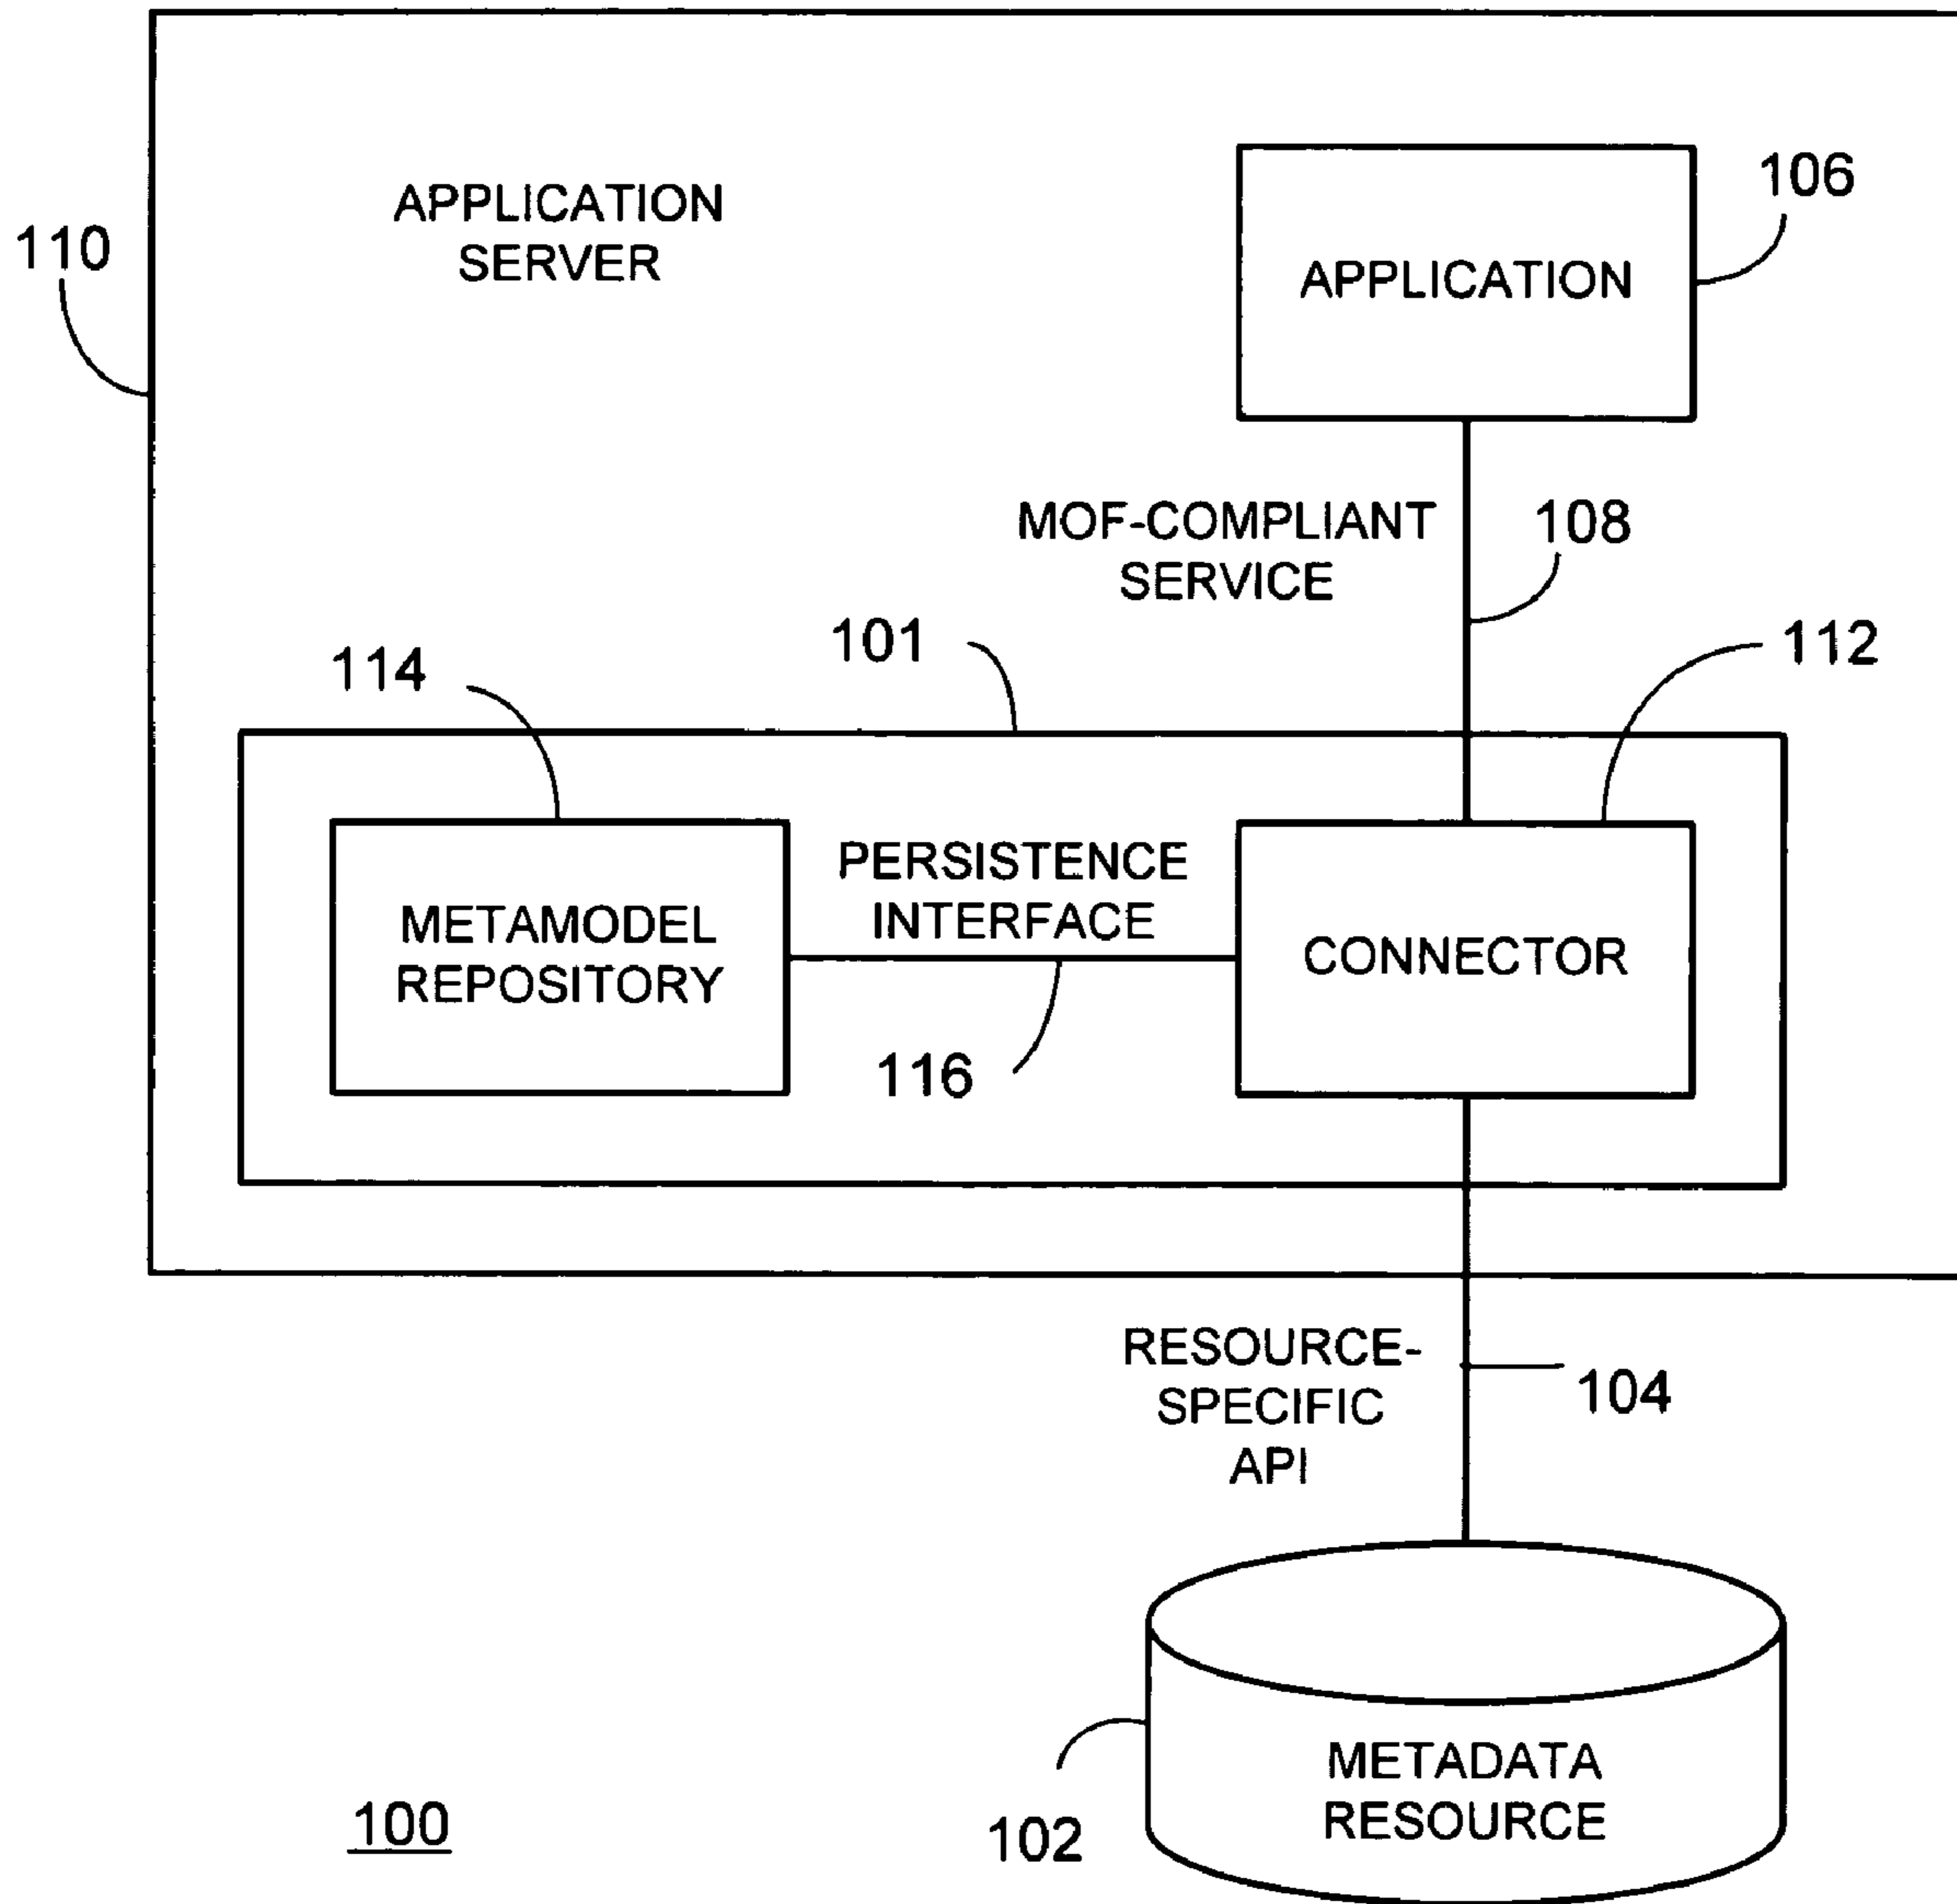 106
APPLICATION
SERVER
110
APPLICATION
MOF-COMPLIANT
SERVICE
108
101
112
114
PERSISTENCE
INTERFACE
METAMODEL
REPOSITORY
CONNECTOR
116
RESOURCE-
SPECIFIC
API
104
METADATA
RESOURCE
102
100